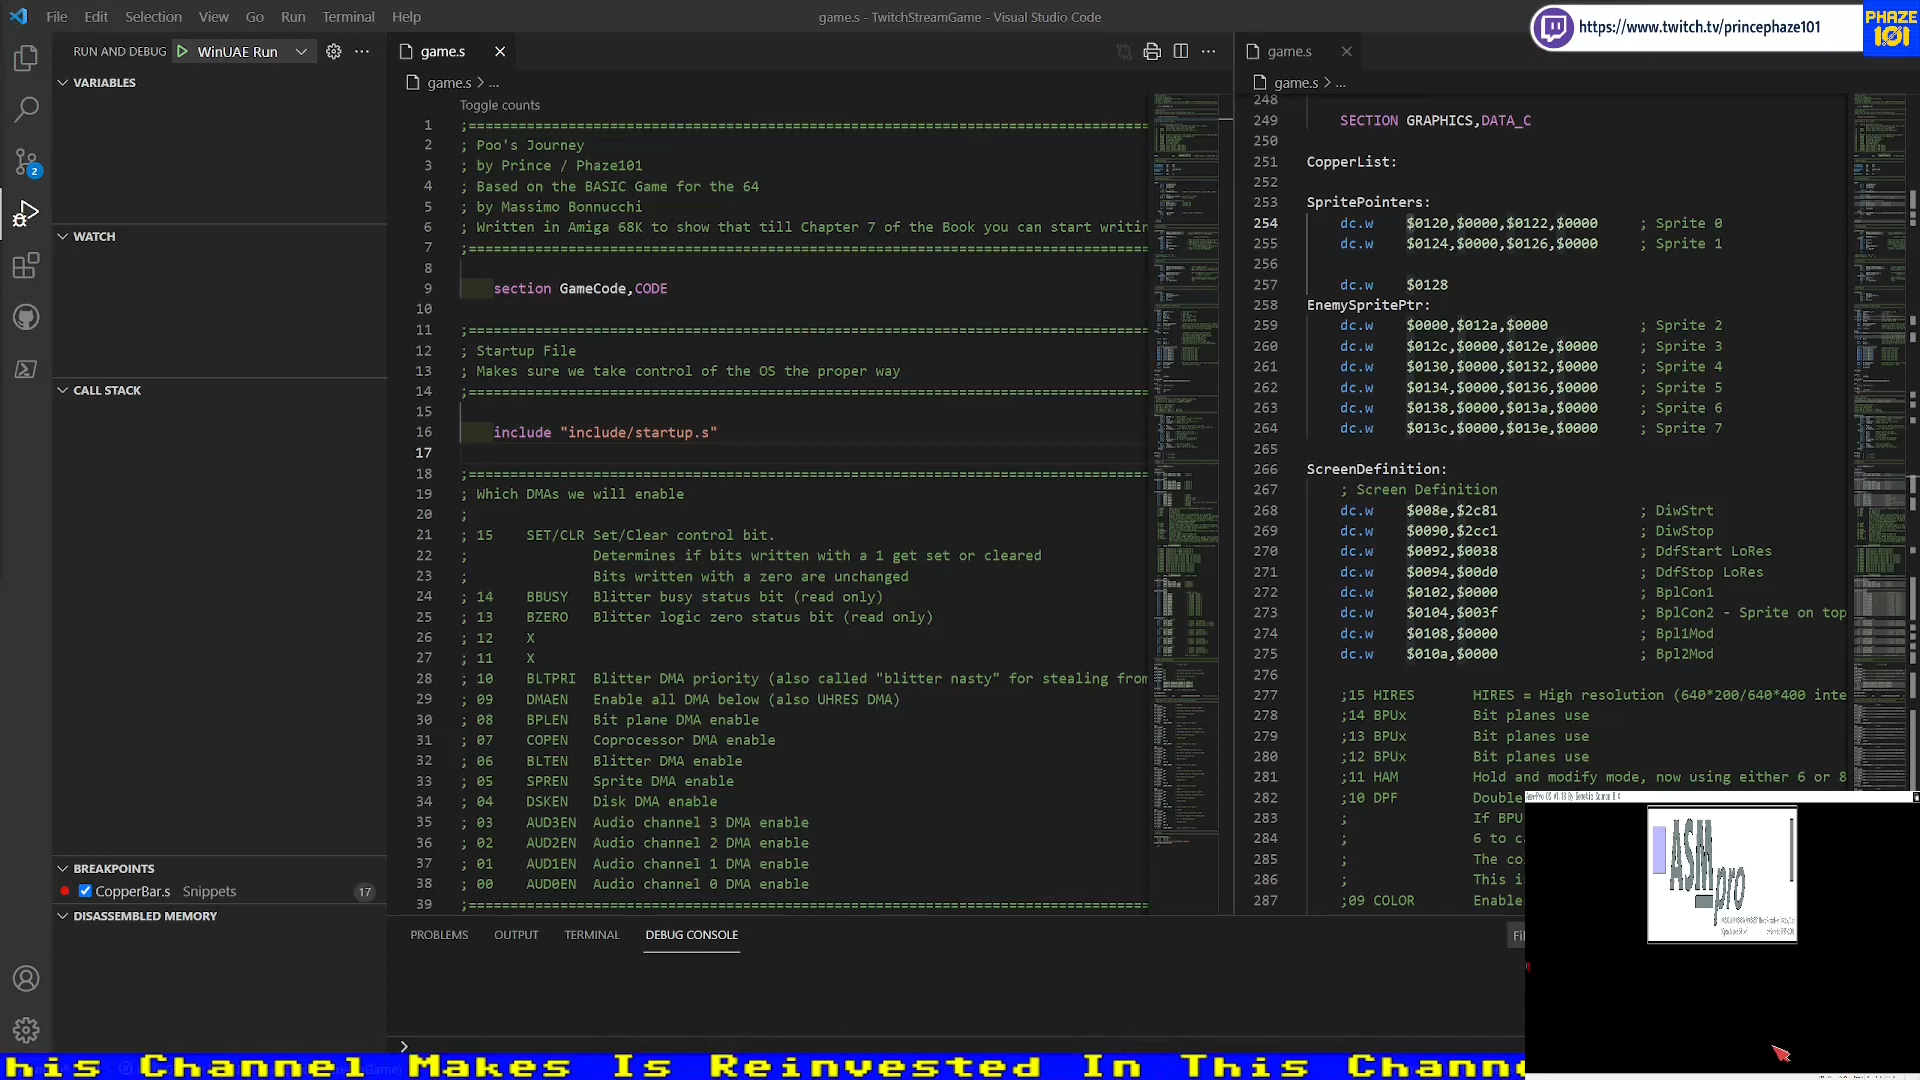 File Edit Selection View Go Run Terminal Help
game.s - TwitchStreamGame - Visual Studio Code
https://www.twitch.tv/princephaze101
PHAZE
101
RUN AND DEBUG WinUAE Run
VARIABLES
WATCH
CALL STACK
BREAKPOINTS
CopperBar.s Snippets 17
DISASSEMBLED MEMORY
2
game.s
game.s > ...
Toggle counts
1 ;==================================================================================
2 ; Poo's Journey
3 ; by Prince / Phaze101
4 ; Based on the BASIC Game for the 64
5 ; by Massimo Bonnucchi
6 ; Written in Amiga 68K to show that till Chapter 7 of the Book you can start writin
7 ;==================================================================================
8
9 section GameCode,CODE
10
11 ;==================================================================================
12 ; Startup File
13 ; Makes sure we take control of the OS the proper way
14 ;==================================================================================
15
16 include "include/startup.s"
17
18 ;==================================================================================
19 ; Which DMAs we will enable
20 ;
21 ; 15 SET/CLR Set/Clear control bit.
22 ; Determines if bits written with a 1 get set or cleared
23 ; Bits written with a zero are unchanged
24 ; 14 BBUSY Blitter busy status bit (read only)
25 ; 13 BZERO Blitter logic zero status bit (read only)
26 ; 12 X
27 ; 11 X
28 ; 10 BLTPRI Blitter DMA priority (also called "blitter nasty" for stealing from
29 ; 09 DMAEN Enable all DMA below (also UHRES DMA)
30 ; 08 BPLEN Bit plane DMA enable
31 ; 07 COPEN Coprocessor DMA enable
32 ; 06 BLTEN Blitter DMA enable
33 ; 05 SPREN Sprite DMA enable
34 ; 04 DSKEN Disk DMA enable
35 ; 03 AUD3EN Audio channel 3 DMA enable
36 ; 02 AUD2EN Audio channel 2 DMA enable
37 ; 01 AUD1EN Audio channel 1 DMA enable
38 ; 00 AUD0EN Audio channel 0 DMA enable
39 ;==================================================================================
game.s
game.s > ...
248
249 SECTION GRAPHICS,DATA_C
250
251 CopperList:
252
253 SpritePointers:
254 dc.w $0120,$0000,$0122,$0000 ; Sprite 0
255 dc.w $0124,$0000,$0126,$0000 ; Sprite 1
256
257 dc.w $0128
258 EnemySpritePtr:
259 dc.w $0000,$012a,$0000 ; Sprite 2
260 dc.w $012c,$0000,$012e,$0000 ; Sprite 3
261 dc.w $0130,$0000,$0132,$0000 ; Sprite 4
262 dc.w $0134,$0000,$0136,$0000 ; Sprite 5
263 dc.w $0138,$0000,$013a,$0000 ; Sprite 6
264 dc.w $013c,$0000,$013e,$0000 ; Sprite 7
265
266 ScreenDefinition:
267 ; Screen Definition
268 dc.w $008e,$2c81 ; DiwStrt
269 dc.w $0090,$2cc1 ; DiwStop
270 dc.w $0092,$0038 ; DdfStart LoRes
271 dc.w $0094,$00d0 ; DdfStop LoRes
272 dc.w $0102,$0000 ; BplCon1
273 dc.w $0104,$003f ; BplCon2 - Sprite on top
274 dc.w $0108,$0000 ; Bpl1Mod
275 dc.w $010a,$0000 ; Bpl2Mod
276
277 ;15 HIRES HIRES = High resolution (640*200/640*400 inte
278 ;14 BPUx Bit planes use
279 ;13 BPUx Bit planes use
280 ;12 BPUx Bit planes use
281 ;11 HAM Hold and modify mode, now using either 6 or 8
282 ;10 DPF Double
283 ; If BPU
284 ; 6 to ca
285 ; The co
286 ; This i
287 ;09 COLOR Enable
PROBLEMS OUTPUT TERMINAL DEBUG CONSOLE
Fil
ASM
pro
his Channel Makes Is Reinvested In This Chann